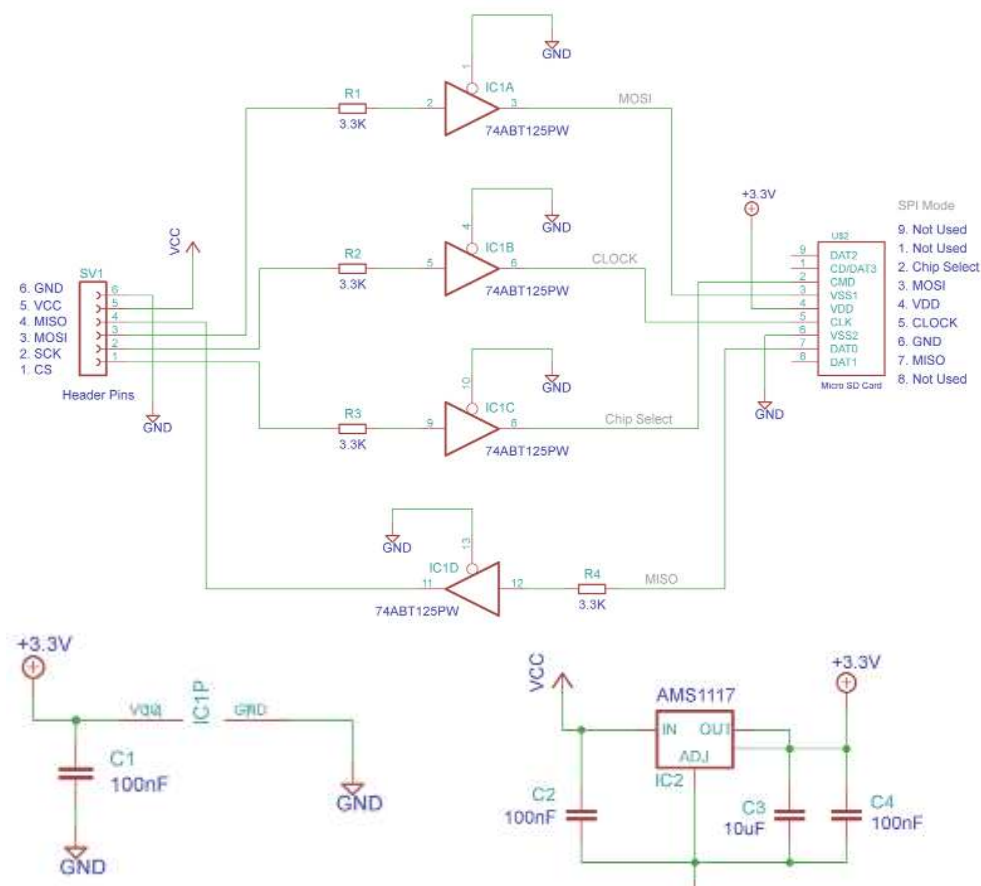 GND
1
IC1A
R1
2
3
MOSI
3.3K
74ABT125PW
+3.3V
SPI Mode
GND
4
VCC
U$2
9. Not Used
1. Not Used
2. Chip Select
3. MOSI
4. VDD
5. CLOCK
6. GND
7. MISO
8. Not Used
R2
IC1B
5
6
CLOCK
3.3K
74ABT125PW
9 DAT2
1 CD/DAT3
2 CMD
3 VSS1
4 VDD
5 CLK
6 VSS2
7 DAT0
8 DAT1
Micro SD Card
GND
SV1
6. GND
5. VCC
4. MISO
3. MOSI
2. SCK
1. CS
6
5
4
3
2
1
Header Pins
GND
GND
10
IC1C
R3
9
Chip Select
3.3K
74ABT125PW
GND
13
IC1D
11
12
R4
MISO
74ABT125PW
3.3K
+3.3V
IC1P
GND
C1
100nF
GND
GND
VCC
AMS1117
+3.3V
IN
OUT
ADJ
IC2
C2
100nF
C3
10uF
C4
100nF